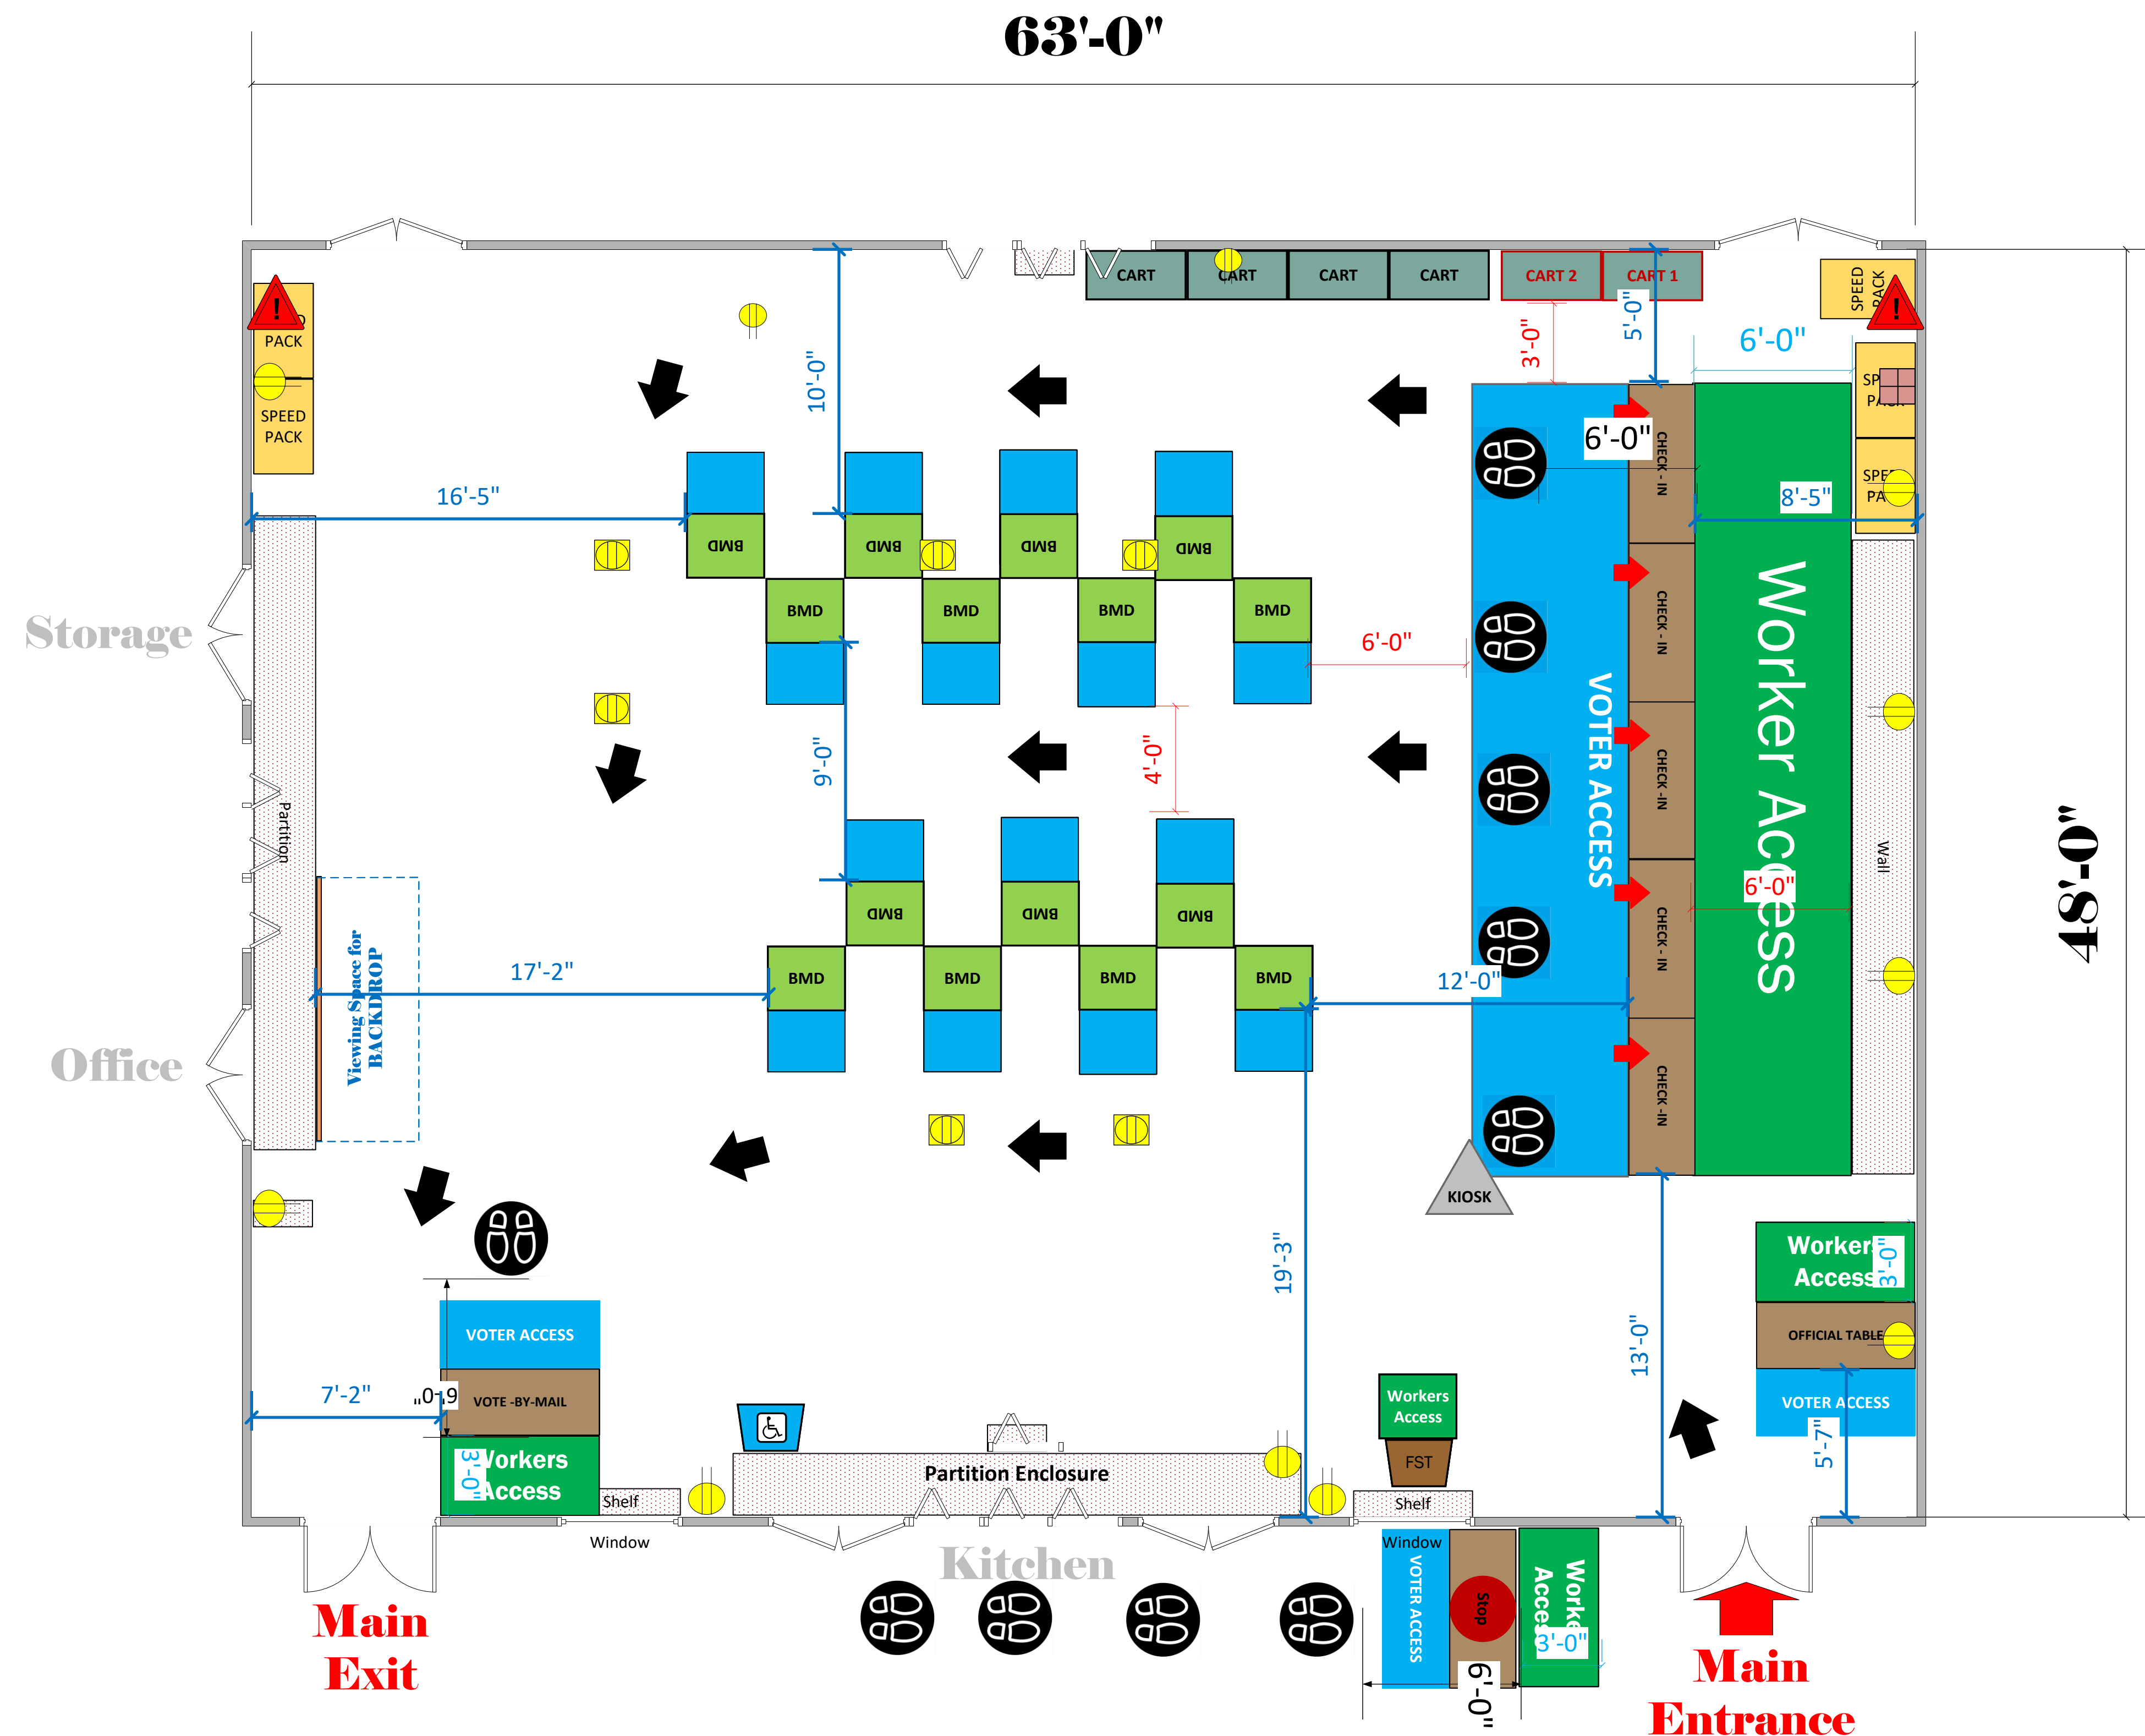 63'-0"
CART
CART
CART
CART
CART 2
CART 1
SPEED
PACK
PACK
SPEED
PACK
5'-0"
3'-0"
6'-0"
10'-0"
6'-0"
CHECK - IN
8'-5"
16'-5"
BMD
BMD
BMD
BMD
BMD
BMD
BMD
BMD
CHECK - IN
Worker Access
Storage
6'-0"
VOTER ACCESS
9'-0"
4'-0"
CHECK -IN
Partition
Wall
48'-0"
6'-0"
BMD
BMD
BMD
CHECK - IN
BMD
BMD
BMD
BMD
17'-2"
12'-0"
Viewing Space for
BACKDROP
Office
CHECK -IN
KIOSK
19'-3"
13'-0"
Workers
Access
3'-0"
OFFICIAL TABLE
VOTER ACCESS
5'-7"
VOTER ACCESS
7'-2"
6'-0"
VOTE -BY-MAIL
Workers
Access
3'-0"
Shelf
Window
Partition Enclosure
Workers
Access
FST
Shelf
Window
Kitchen
VOTER ACCESS
Stop
Access
3'-0"
6'-0"
Main
Exit
Main
Entrance